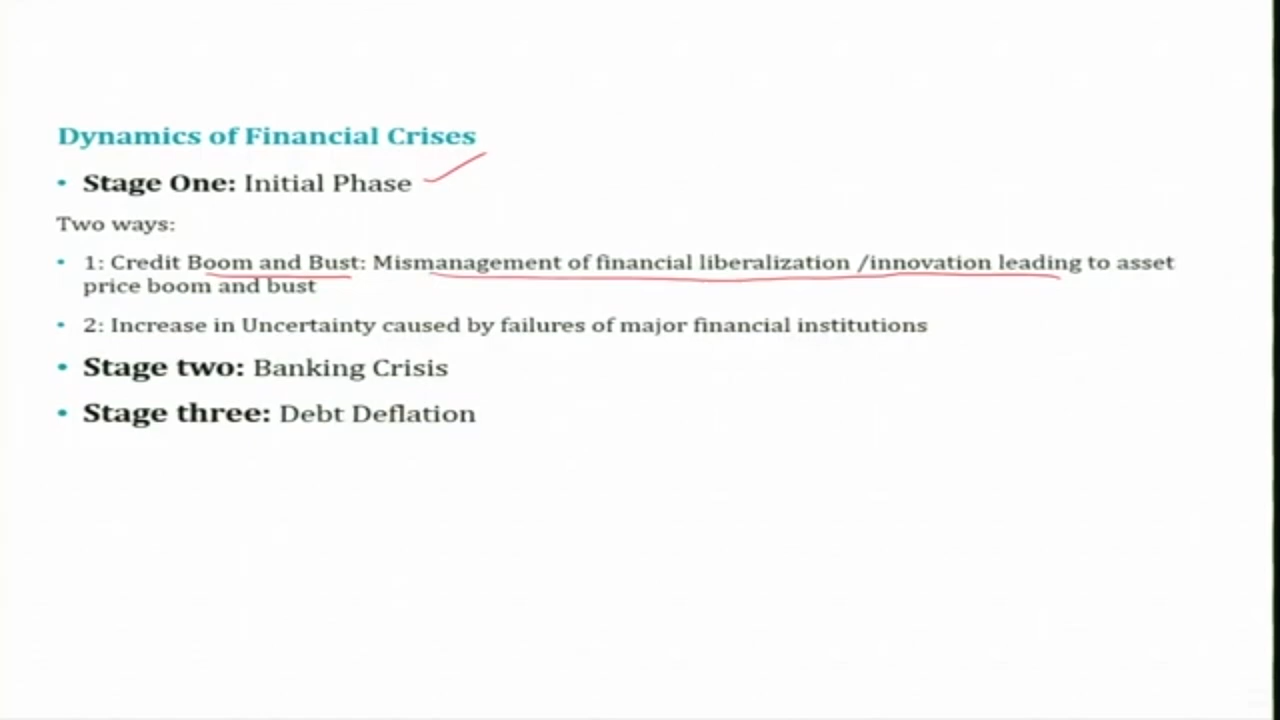 Dynamics of Financial Crises
• Stage One: Initial Phase
Two ways:
• 1: Credit Boom and Bust: Mismanagement of financial liberalization /innovation leading to asset
price boom and bust
• 2: Increase in Uncertainty caused by failures of major financial institutions
• Stage two: Banking Crisis
• Stage three: Debt Deflation